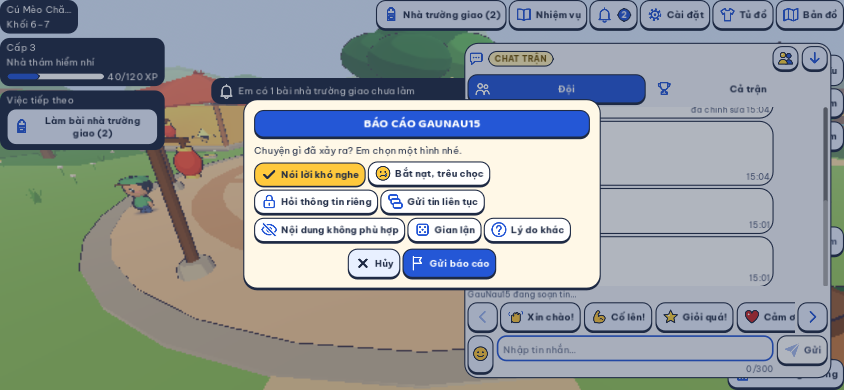 Cú Mèo Chă...
Khối 6-7
Cấp 3
Nhà thám hiểm nhí
40/120 XP
Việc tiếp theo
Làm bài nhà trường
giao (2)
Nhà trường giao (2)
Nhiệm vụ
2
Cài đặt
Tủ đồ
Bản đồ
Em có 1 bài nhà trường giao chưa làm
CHAT TRẬN
Đội
Cả trận
đã chỉnh sửa 15:04
15:04
15:01
15:01
BÁO CÁO GAUNAU15
Chuyện gì đã xảy ra? Em chọn một hình nhé.
Nói lời khó nghe
Bắt nạt, trêu chọc
Hỏi thông tin riêng
Gửi tin liên tục
Nội dung không phù hợp
Gian lận
Lý do khác
Hủy
Gửi báo cáo
GauNau15 đang soạn tin...
Xin chào!
Cố lên!
Giỏi quá!
Cảm ơ
Nhập tin nhắn...
Gửi
0/300